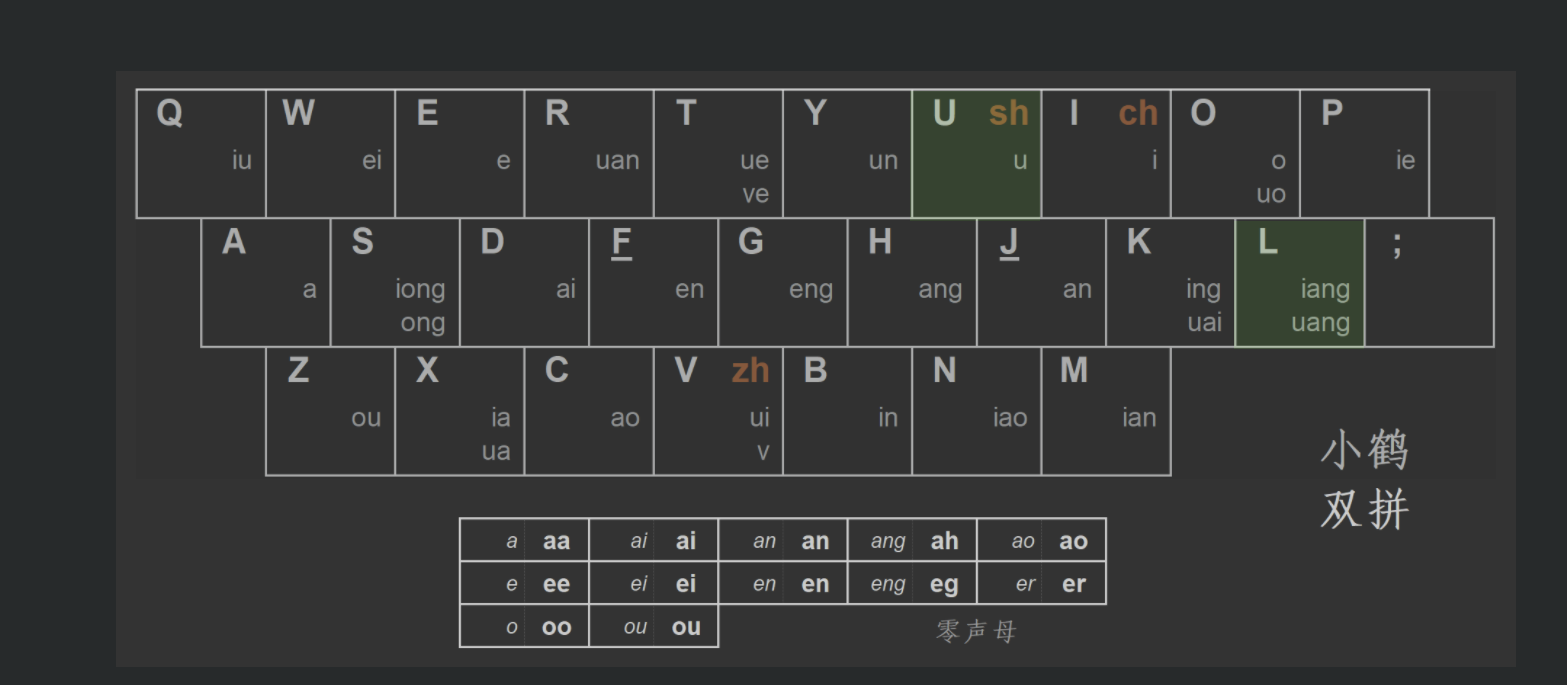 Q W E R T Y U sh I ch O P
iu ei e uan ue un u i o ie
ve uo
A S D F G H J K L ;
a iong ai en eng ang an ing iang
ong uai uang
Z X C V zh B N M
ou ia ao ui in iao ian
ua v
小鹤
双拼
a aa ai ai an an ang ah ao ao
e ee ei ei en en eng eg er er
o oo ou ou
零声母